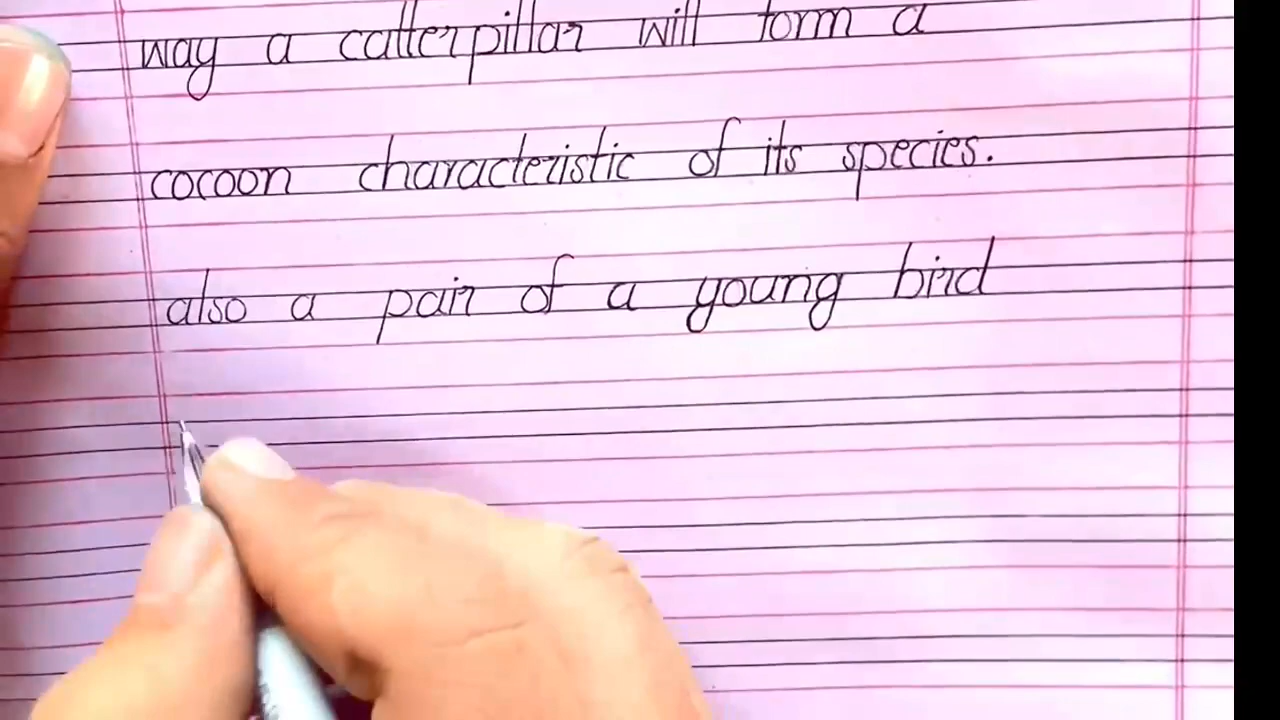 way a catterpillar will form a
cocoon characteristic of its species.
also a pair of a young bird